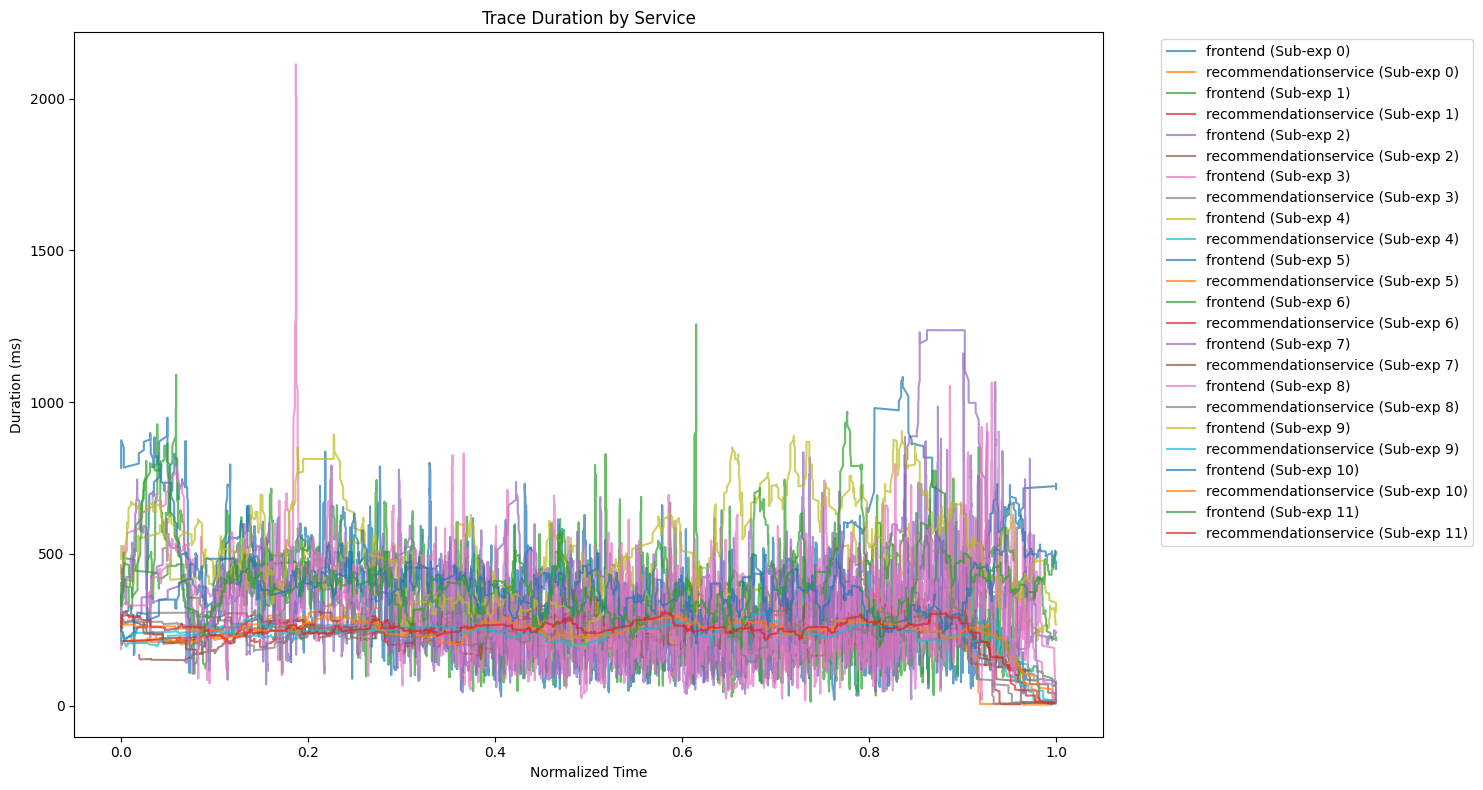 Trace Duration by Service
Duration (ms)
2000
1500
1000
500
0
0.0 0.2 0.4 0.6 0.8 1.0
Normalized Time
frontend (Sub-exp 0)
recommendationservice (Sub-exp 0)
frontend (Sub-exp 1)
recommendationservice (Sub-exp 1)
frontend (Sub-exp 2)
recommendationservice (Sub-exp 2)
frontend (Sub-exp 3)
recommendationservice (Sub-exp 3)
frontend (Sub-exp 4)
recommendationservice (Sub-exp 4)
frontend (Sub-exp 5)
recommendationservice (Sub-exp 5)
frontend (Sub-exp 6)
recommendationservice (Sub-exp 6)
frontend (Sub-exp 7)
recommendationservice (Sub-exp 7)
frontend (Sub-exp 8)
recommendationservice (Sub-exp 8)
frontend (Sub-exp 9)
recommendationservice (Sub-exp 9)
frontend (Sub-exp 10)
recommendationservice (Sub-exp 10)
frontend (Sub-exp 11)
recommendationservice (Sub-exp 11)